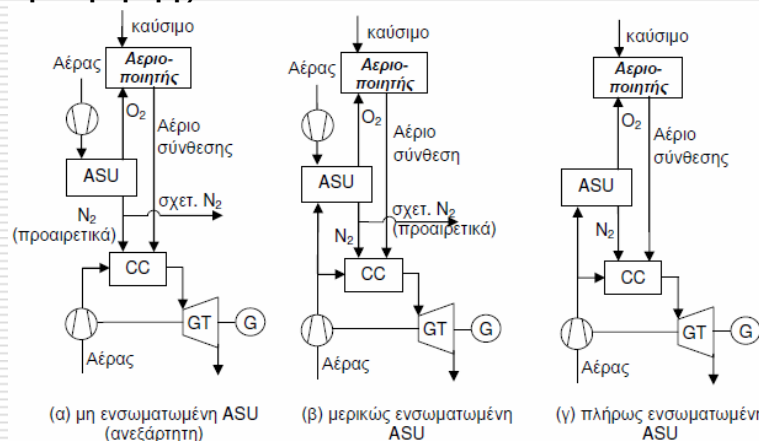 καύσιμο
Αέρας
Αεριο-
ποιητής
O2
Αέριο
σύνθεσης
ASU
N2
(προαιρετικά)
σχετ. N2
CC
GT
G
Αέρας
(α) μη ενσωματωμένη ASU
(ανεξάρτητη)
καύσιμο
Αέρας
Αεριο-
ποιητής
O2
Αέριο
σύνθεση
ASU
σχετ. N2
(προαιρετικά)
N2
CC
GT
G
Αέρας
(β) μερικώς ενσωματωμένη
ASU
καύσιμο
Αεριο-
ποιητής
O2
Αέριο
σύνθεσης
ASU
N2
CC
GT
G
Αέρας
(γ) πλήρως ενσωματωμένη
ASU